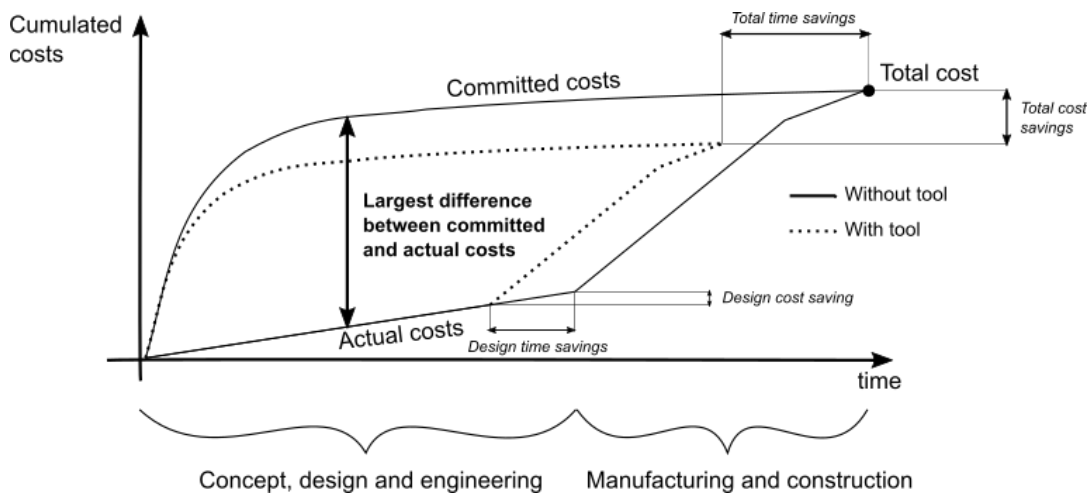 Cumulated
costs
Total time savings
Committed costs
Total cost
Total cost
savings
Largest difference
between committed
and actual costs
Without tool
With tool
Design cost saving
Actual costs
Design time savings
time
Concept, design and engineering
Manufacturing and construction